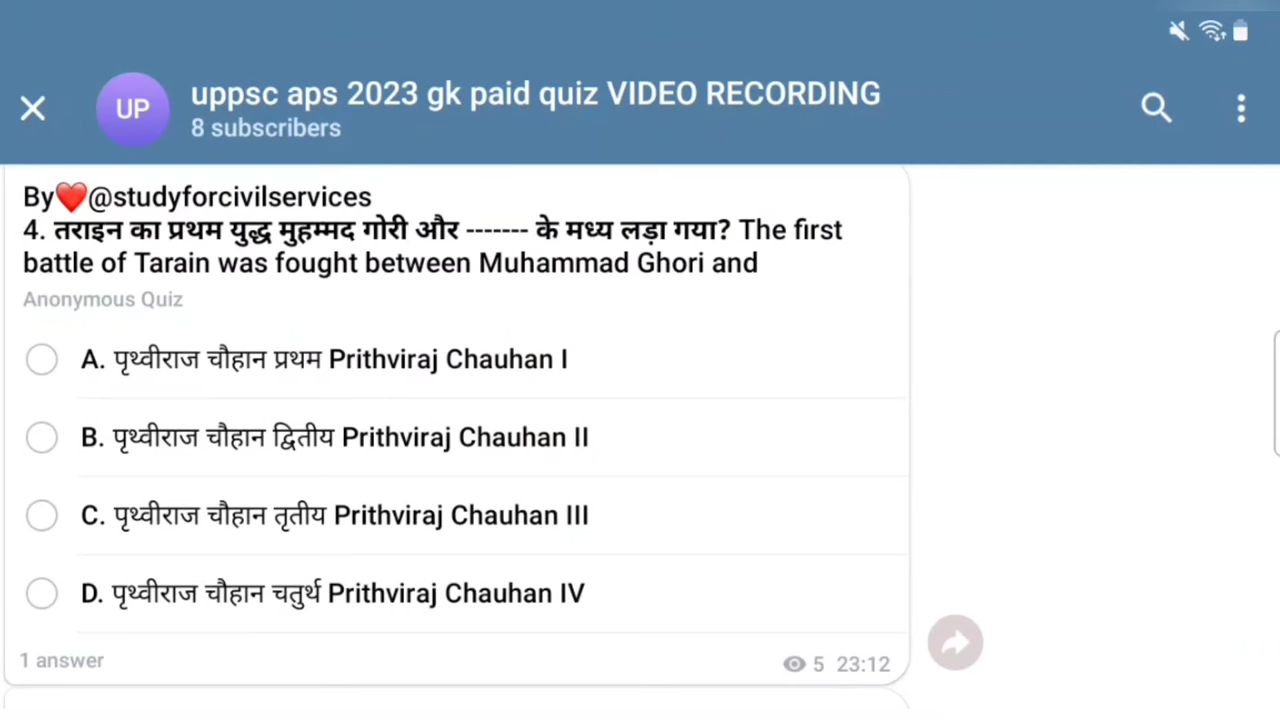 uppsc aps 2023 gk paid quiz VIDEO RECORDING
UP
8 subscribers
By❤️@studyforcivilservices
4. तराइन का प्रथम युद्ध मुहम्मद गोरी और ------- के मध्य लड़ा गया? The first
battle of Tarain was fought between Muhammad Ghori and
Anonymous Quiz
A. पृथ्वीराज चौहान प्रथम Prithviraj Chauhan I
B. पृथ्वीराज चौहान द्वितीय Prithviraj Chauhan II
C. पृथ्वीराज चौहान तृतीय Prithviraj Chauhan III
D. पृथ्वीराज चौहान चतुर्थ Prithviraj Chauhan IV
1 answer
5 23:12